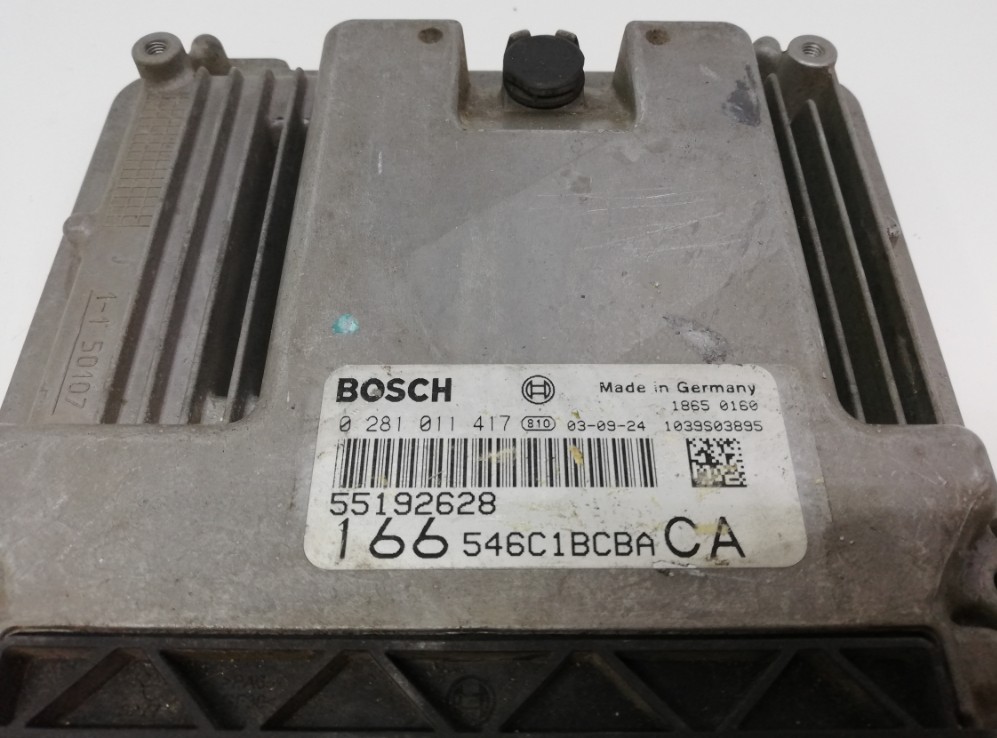 1-1 50107
BOSCH Made in Germany
1865 0160
0 281 011 417 810 03-09-24 1039S03895
55192628
166 546C1BCBA CA